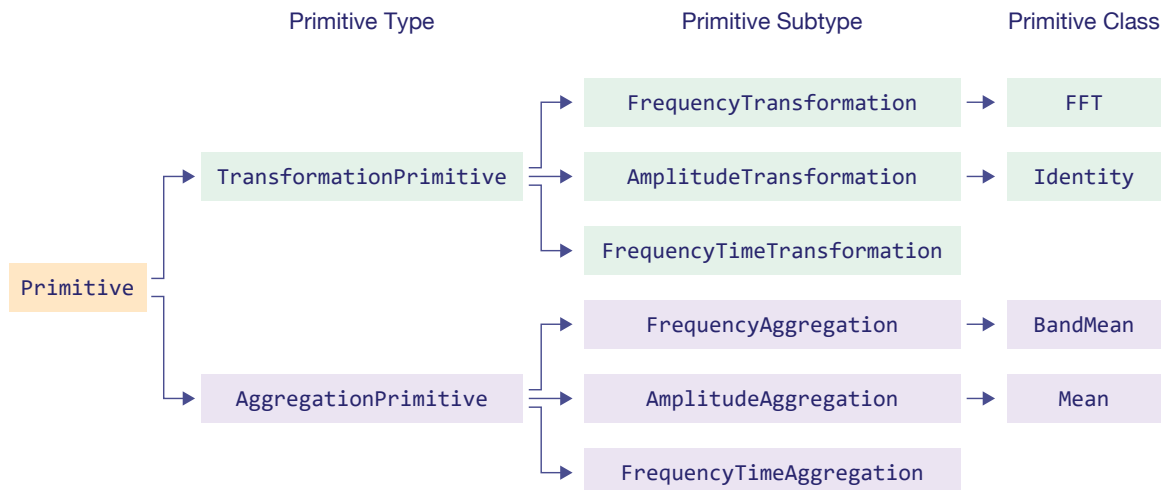 Primitive Type Primitive Subtype Primitive Class
FrequencyTransformation FFT
TransformationPrimitive AmplitudeTransformation Identity
FrequencyTimeTransformation
Primitive
FrequencyAggregation BandMean
AggregationPrimitive AmplitudeAggregation Mean
FrequencyTimeAggregation